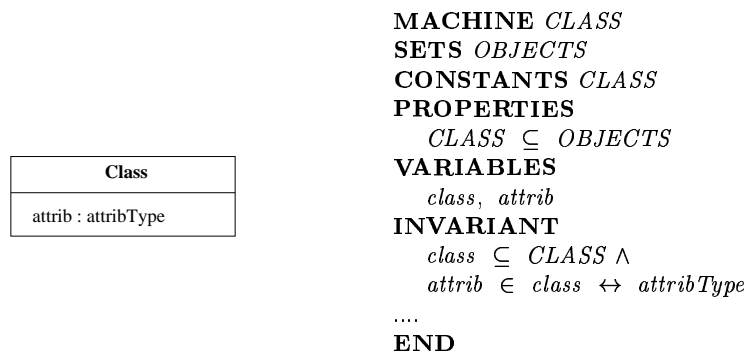 Class
attrib : attribType
MACHINE CLASS
SETS OBJECTS
CONSTANTS CLASS
PROPERTIES
CLASS ⊆ OBJECTS
VARIABLES
class, attrib
INVARIANT
class ⊆ CLASS ∧
attrib ∈ class ↔ attribType
....
END